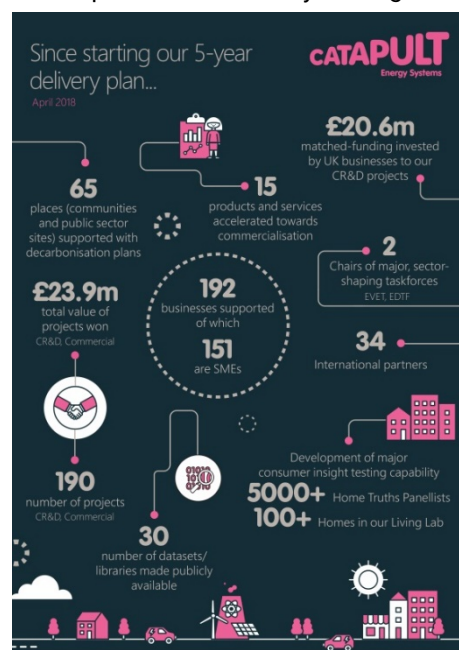 Since starting our 5-year
delivery plan...
April 2018
CATAPULT
Energy Systems
£20.6m
matched-funding invested
by UK businesses to our
CR&D projects
65
places (communities
and public sector
sites) supported with
decarbonisation plans
15
products and services
accelerated towards
commercialisation
2
Chairs of major, sector-
shaping taskforces
EVET, EDTF
£23.9m
total value of
projects won
CR&D, Commercial
192
businesses supported
of which
151
are SMEs
34
International partners
190
number of projects
CR&D, Commercial
30
number of datasets/
libraries made publicly
available
Development of major
consumer insight testing capability
5000+ Home Truths Panellists
100+ Homes in our Living Lab